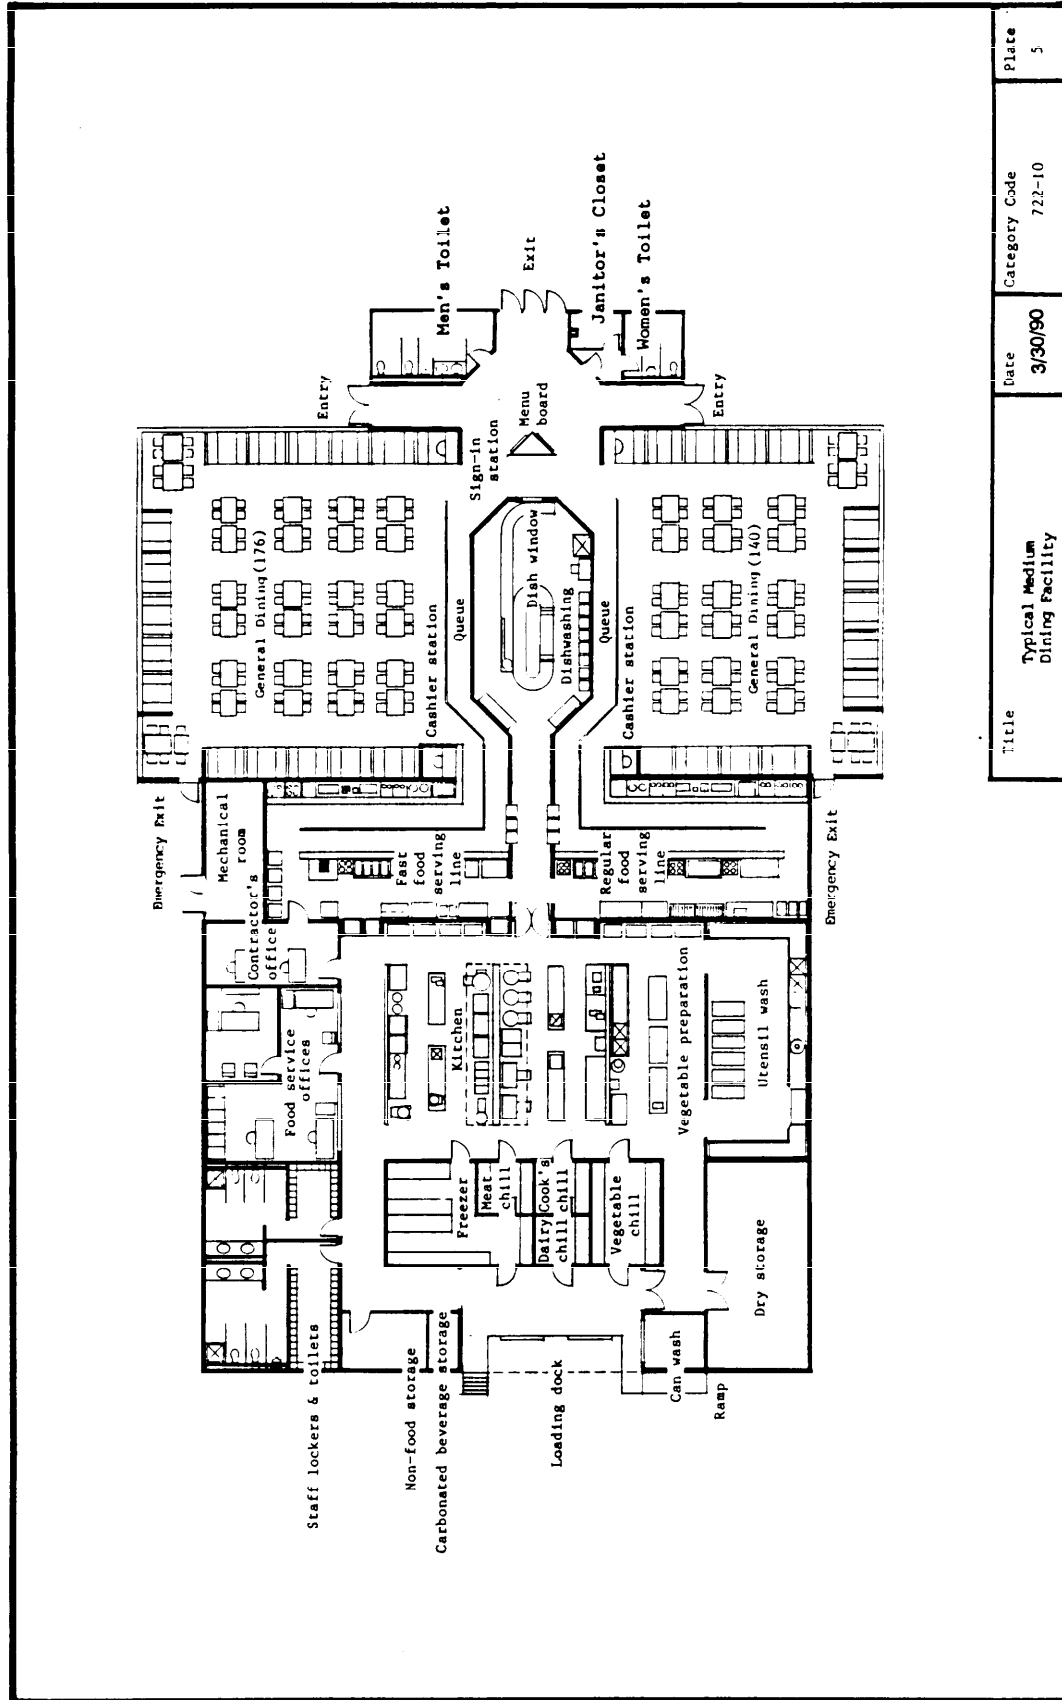 Emergency Exit
Mechanical
room
Contractor's
office
Food service
offices
Staff lockers & toilets
Non-food storage
Carbonated beverage storage
Loading dock
Can wash
Ramp
Dry storage
Freezer
Meat
chill
Dairy
chill
Cook's
chill
Vegetable
chill
Kitchen
Vegetable preparation
Utensil wash
Fast
food
serving
line
Regular
food
serving
line
Emergency Exit
General Dining (176)
Cashier station
Queue
Dish window
Dishwashing
Queue
Cashier station
General Dining (140)
Sign-in
station
Menu
board
Entry
Entry
Men's Toilet
Exit
Janitor's Closet
Women's Toilet
Title
Typical Medium
Dining Facility
Date
3/30/90
Category Code
722-10
Plate
5